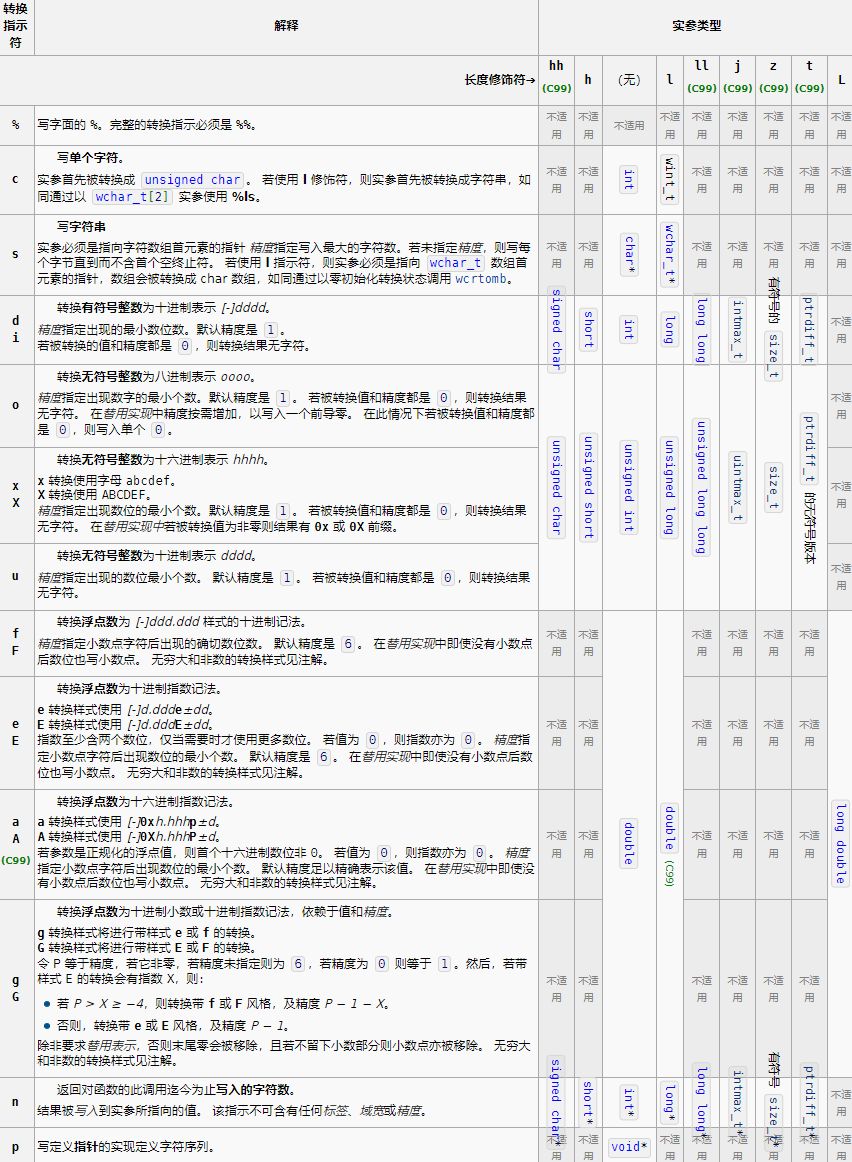 转换
指示
符
解释
实参类型
长度修饰符→
hh
(C99)
h
(无)
l
ll
(C99)
j
(C99)
z
(C99)
t
(C99)
L
%
写字面的 %。完整的转换指示必须是 %%。
不适用 不适用 不适用 不适用 不适用 不适用 不适用 不适用 不适用
c
写单个字符。
实参首先被转换成 unsigned char 。 若使用 l 修饰符，则实参首先被转换成字符串，如
同通过以 wchar_t[2] 实参使用 %ls。
不适用 不适用 int wint_t 不适用 不适用 不适用 不适用 不适用
s
写字符串
实参必须是指向字符数组首元素的指针 精度指定写入最大的字符数。若未指定精度，则写每
个字节直到而不含首个空终止符。 若使用 l 指示符，则实参必须是指向 wchar_t 数组首
元素的指针，数组会被转换成 char 数组，如同通过以零初始化转换状态调用 wcrtomb。
不适用 不适用 char* wchar_t* 不适用 不适用 不适用 不适用 不适用
d
i
转换有符号整数为十进制表示 [-]dddd。
精度指定出现的最小数位数。默认精度是 1 。
若被转换的值和精度都是 0 ，则转换结果无字符。
signed char short int long long long intmax_t 有符号的 size_t ptrdiff_t 不适用
o
转换无符号整数为八进制表示 oooo。
精度指定出现数字的最小个数。默认精度是 1 。 若被转换值和精度都是 0 ，则转换结果
无字符。 在替用实现中精度按需增加，以写入一个前导零。 在此情况下若被转换值和精度都
是 0 ，则写入单个 0 。
不适用
x
X
转换无符号整数为十六进制表示 hhhh。
x 转换使用字母 abcdef。
X 转换使用 ABCDEF。
精度指定出现数位的最小个数。默认精度是 1 。 若被转换值和精度都是 0 ，则转换结果
无字符。 在替用实现中若被转换值为非零则结果有 0x 或 0X 前缀。
unsigned char unsigned short unsigned int unsigned long unsigned long long uintmax_t size_t ptrdiff_t 的无符号版本 不适用
u
转换无符号整数为十进制表示 dddd。
精度指定出现的数位最小个数。 默认精度是 1 。 若被转换值和精度都是 0 ，则转换结果
无字符。
不适用
f
F
转换浮点数为 [-]ddd.ddd 样式的十进制记法。
精度指定小数点字符后出现的确切数位数。 默认精度是 6 。 在替用实现中即使没有小数点
后数位也写小数点。 无穷大和非数的转换样式见注解。
不适用 不适用 不适用 不适用 不适用 不适用
e
E
转换浮点数为十进制指数记法。
e 转换样式使用 [-]d.ddde±dd。
E 转换样式使用 [-]d.dddE±dd。
指数至少含两个数位，仅当需要时才使用更多数位。 若值为 0 ，则指数亦为 0 。 精度指
定小数点字符后出现数位的最小个数。 默认精度是 6 。 在替用实现中即使没有小数点后数
位也写小数点。 无穷大和非数的转换样式见注解。
不适用 不适用 不适用 不适用 不适用 不适用
a
A
(C99)
转换浮点数为十六进制指数记法。
a 转换样式使用 [-]0xh.hhhp±d。
A 转换样式使用 [-]0Xh.hhhP±d。
若参数是正规化的浮点值，则首个十六进制数位非 0。 若值为 0 ，则指数亦为 0 。 精度
指定小数点字符后出现数位的最小个数。 默认精度足以精确表示该值。 在替用实现中即使没
有小数点后数位也写小数点。 无穷大和非数的转换样式见注解。
不适用 不适用 double double (C99) 不适用 不适用 不适用 不适用 long double
g
G
转换浮点数为十进制小数或十进制指数记法，依赖于值和精度。
g 转换样式将进行带样式 e 或 f 的转换。
G 转换样式将进行带样式 E 或 F 的转换。
令 P 等于精度，若它非零，若精度未指定则为 6 ，若精度为 0 则等于 1 。然后，若带
样式 E 的转换会有指数 X，则：
若 P > X ≥ −4，则转换带 f 或 F 风格，及精度 P − 1 − X。
否则，转换带 e 或 E 风格，及精度 P − 1。
除非要求替用表示，否则末尾零会被移除，且若不留下小数部分则小数点亦被移除。 无穷大
和非数的转换样式见注解。
不适用 不适用 不适用 不适用 不适用 不适用
n
返回对函数的此调用迄今为止写入的字符数。
结果被写入到实参所指向的值。 该指示不可含有任何标签、域宽或精度。
signed char* short* int* long* long long* intmax_t* 有符号 size_t* ptrdiff_t* 不适用
p
写定义指针的实现定义字符序列。
不适用 不适用 void* 不适用 不适用 不适用 不适用 不适用 不适用